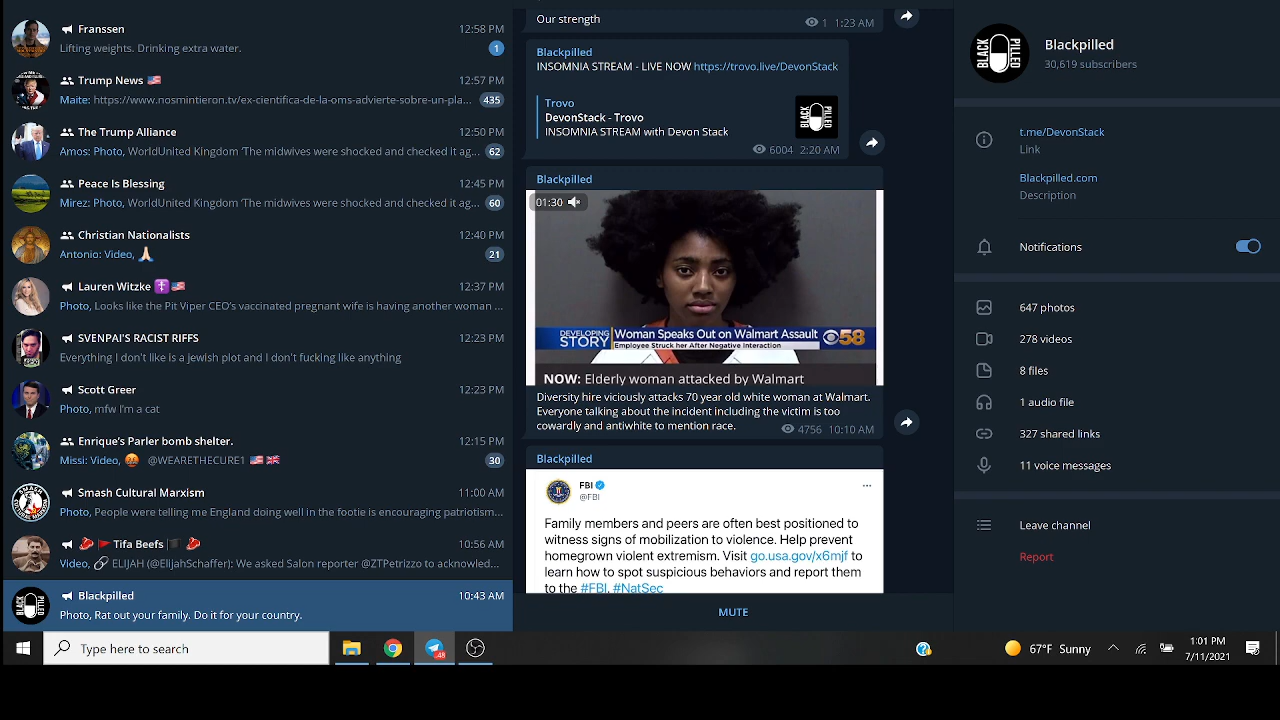 Franssen
12:58 PM
Lifting weights. Drinking extra water.
1
Trump News
12:57 PM
Maite: https://www.nosmintieron.tv/ex-cientifica-de-la-oms-advierte-sobre-un-pla...
435
The Trump Alliance
12:50 PM
Amos: Photo, WorldUnited Kingdom 'The midwives were shocked and checked it ag...
62
Peace Is Blessing
12:45 PM
Mirez: Photo, WorldUnited Kingdom 'The midwives were shocked and checked it ag...
60
Christian Nationalists
12:40 PM
Antonio: Video, 🙏🏻
21
Lauren Witzke ✝️🇺🇸
12:37 PM
Photo, Looks like the Pit Viper CEO's vaccinated pregnant wife is having another woman ...
SVENPAI'S RACIST RIFFS
12:23 PM
Everything I don't like is a jewish plot and I don't fucking like anything
Scott Greer
12:23 PM
Photo, mfw I'm a cat
Enrique's Parler bomb shelter.
12:15 PM
Missi: Video, 🤬 @WEARETHECURE1 🇺🇸 🇬🇧
30
Smash Cultural Marxism
11:00 AM
Photo, People were telling me England doing well in the footie is encouraging patriotism...
🥩🚩Tifa Beefs🏴🥩
10:56 AM
Video, 🔗 ELIJAH (@ElijahSchaffer): We asked Salon reporter @ZTPetrizzo to acknowled...
Blackpilled
10:43 AM
Photo, Rat out your family. Do it for your country.
Our strength
1 1:23 AM
Blackpilled
INSOMNIA STREAM - LIVE NOW https://trovo.live/DevonStack
Trovo
DevonStack - Trovo
INSOMNIA STREAM with Devon Stack
6004 2:20 AM
Blackpilled
01:30
DEVELOPING
STORY
Woman Speaks Out on Walmart Assault
Employee Struck her After Negative Interaction
58
NOW: Elderly woman attacked by Walmart
Diversity hire viciously attacks 70 year old white woman at Walmart.
Everyone talking about the incident including the victim is too
cowardly and antiwhite to mention race.
4756 10:10 AM
Blackpilled
FBI
@FBI
Family members and peers are often best positioned to
witness signs of mobilization to violence. Help prevent
homegrown violent extremism. Visit go.usa.gov/x6mjf to
learn how to spot suspicious behaviors and report them
to the #FBI. #NatSec
MUTE
BLACK
PILLED
Blackpilled
30,619 subscribers
t.me/DevonStack
Link
Blackpilled.com
Description
Notifications
647 photos
278 videos
8 files
1 audio file
327 shared links
11 voice messages
Leave channel
Report
Type here to search
67°F Sunny
1:01 PM
7/11/2021